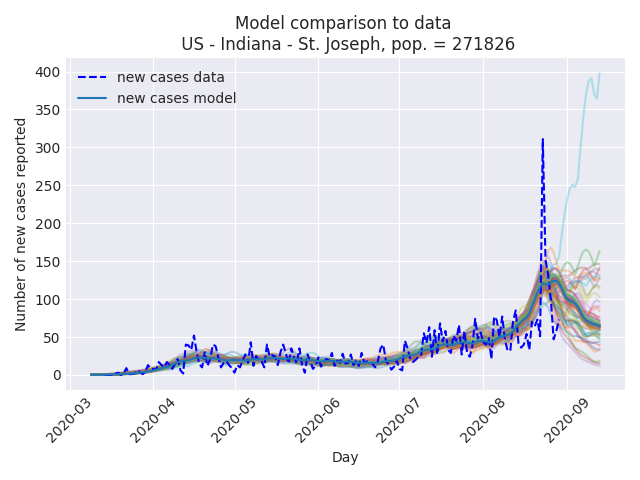 Model comparison to data
US - Indiana - St. Joseph, pop. = 271826
new cases data
new cases model
Number of new cases reported
400
350
300
250
200
150
100
50
0
2020-03
2020-04
2020-05
2020-06
2020-07
2020-08
2020-09
Day